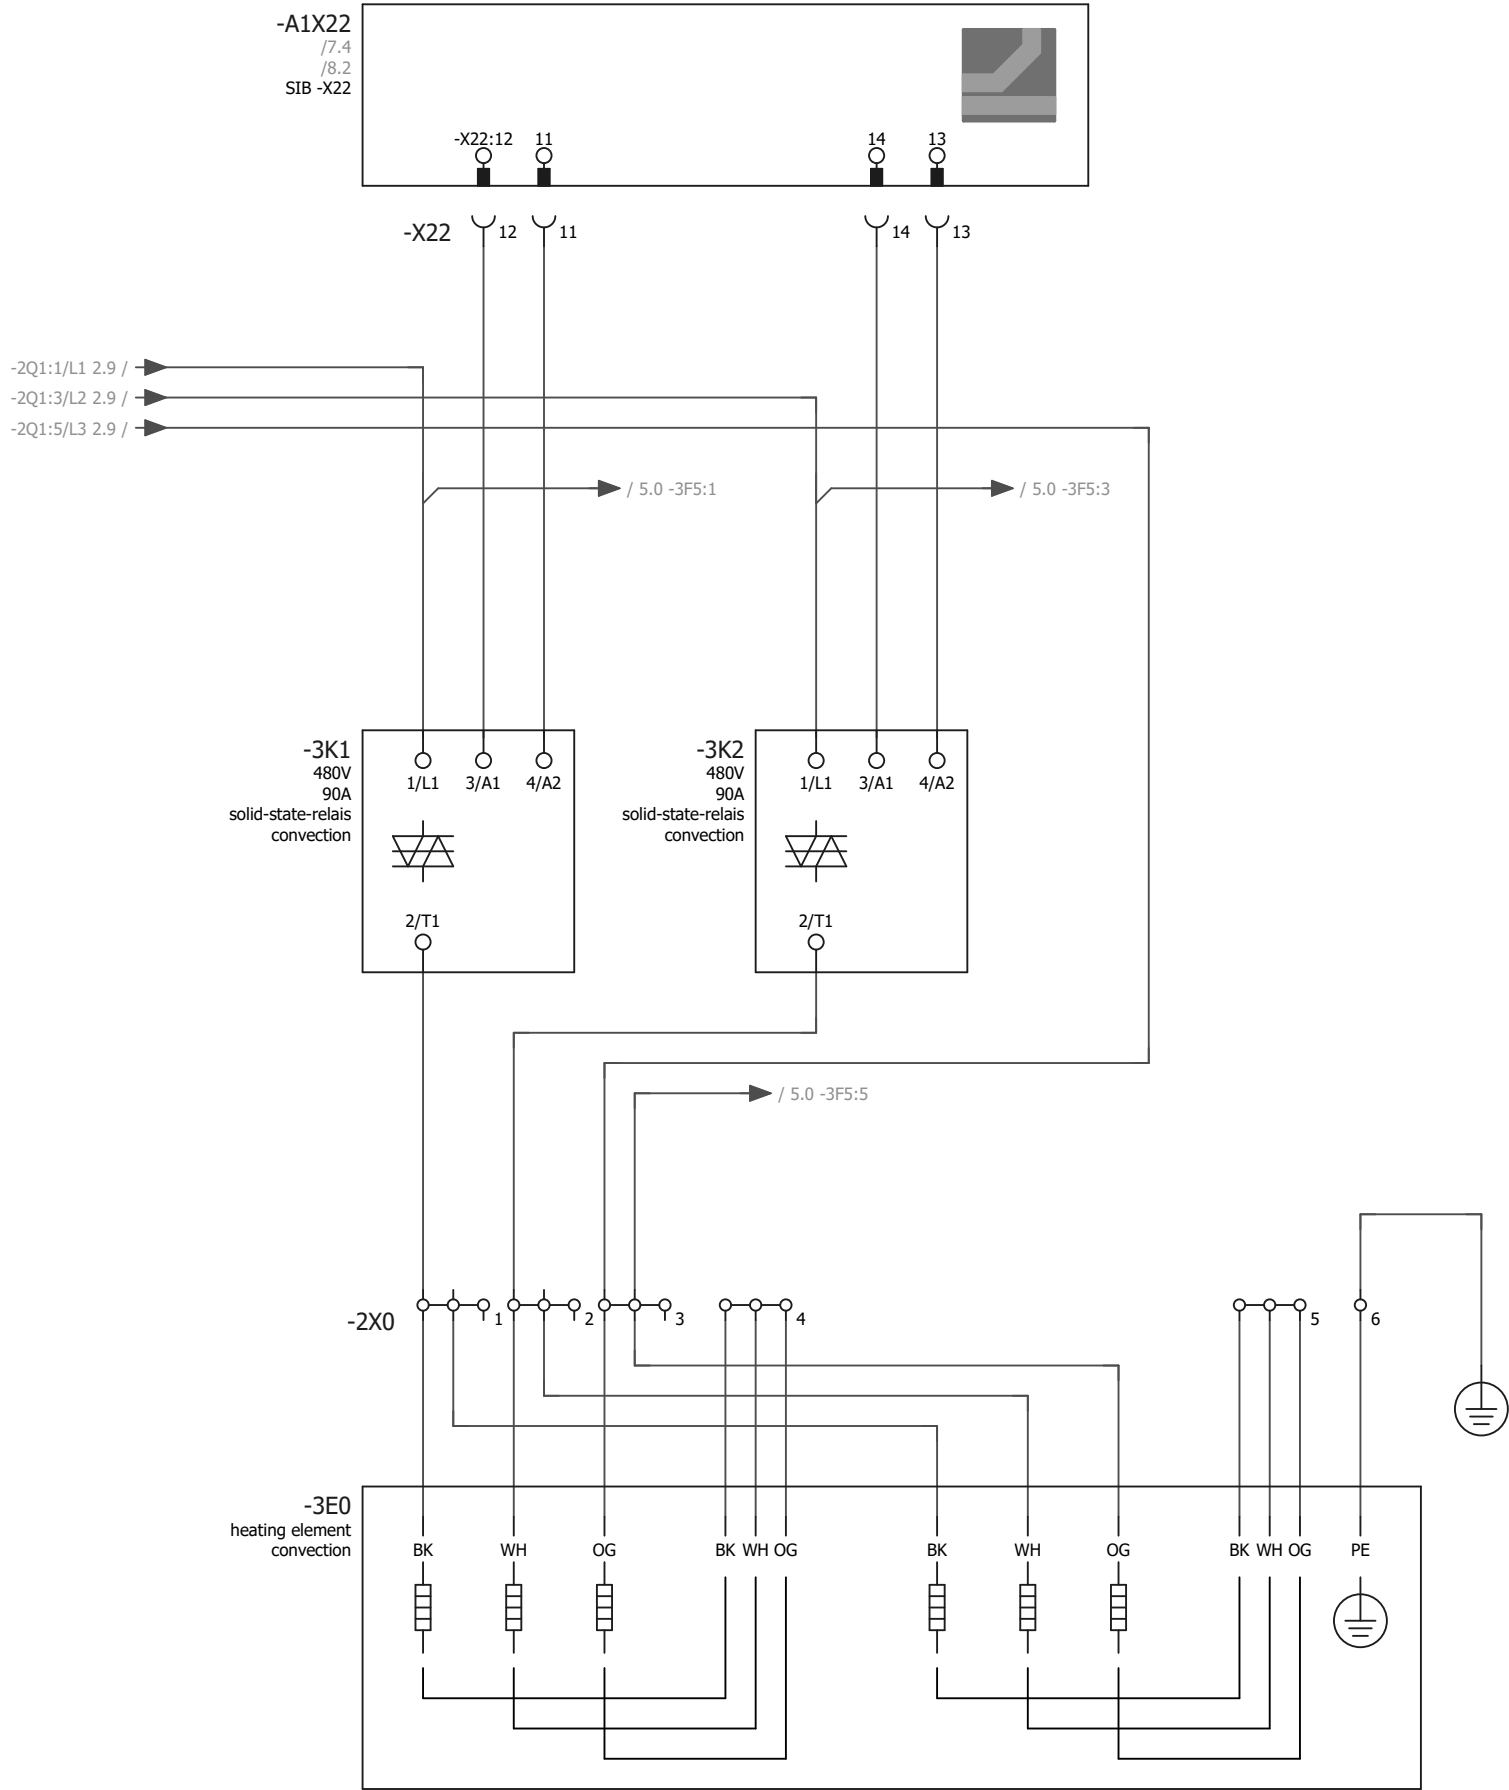 -A1X22
/7.4
/8.2
SIB -X22
-X22:12 11 14 13
-X22 12 11 14 13
-2Q1:1/L1 2.9 /
-2Q1:3/L2 2.9 /
-2Q1:5/L3 2.9 /
/ 5.0 -3F5:1 / 5.0 -3F5:3
-3K1
480V
90A
solid-state-relais
convection
1/L1 3/A1 4/A2
2/T1
-3K2
480V
90A
solid-state-relais
convection
1/L1 3/A1 4/A2
2/T1
/ 5.0 -3F5:5
-2X0 1 2 3 4 5 6
-3E0
heating element
convection
BK WH OG BK WH OG BK WH OG BK WH OG PE